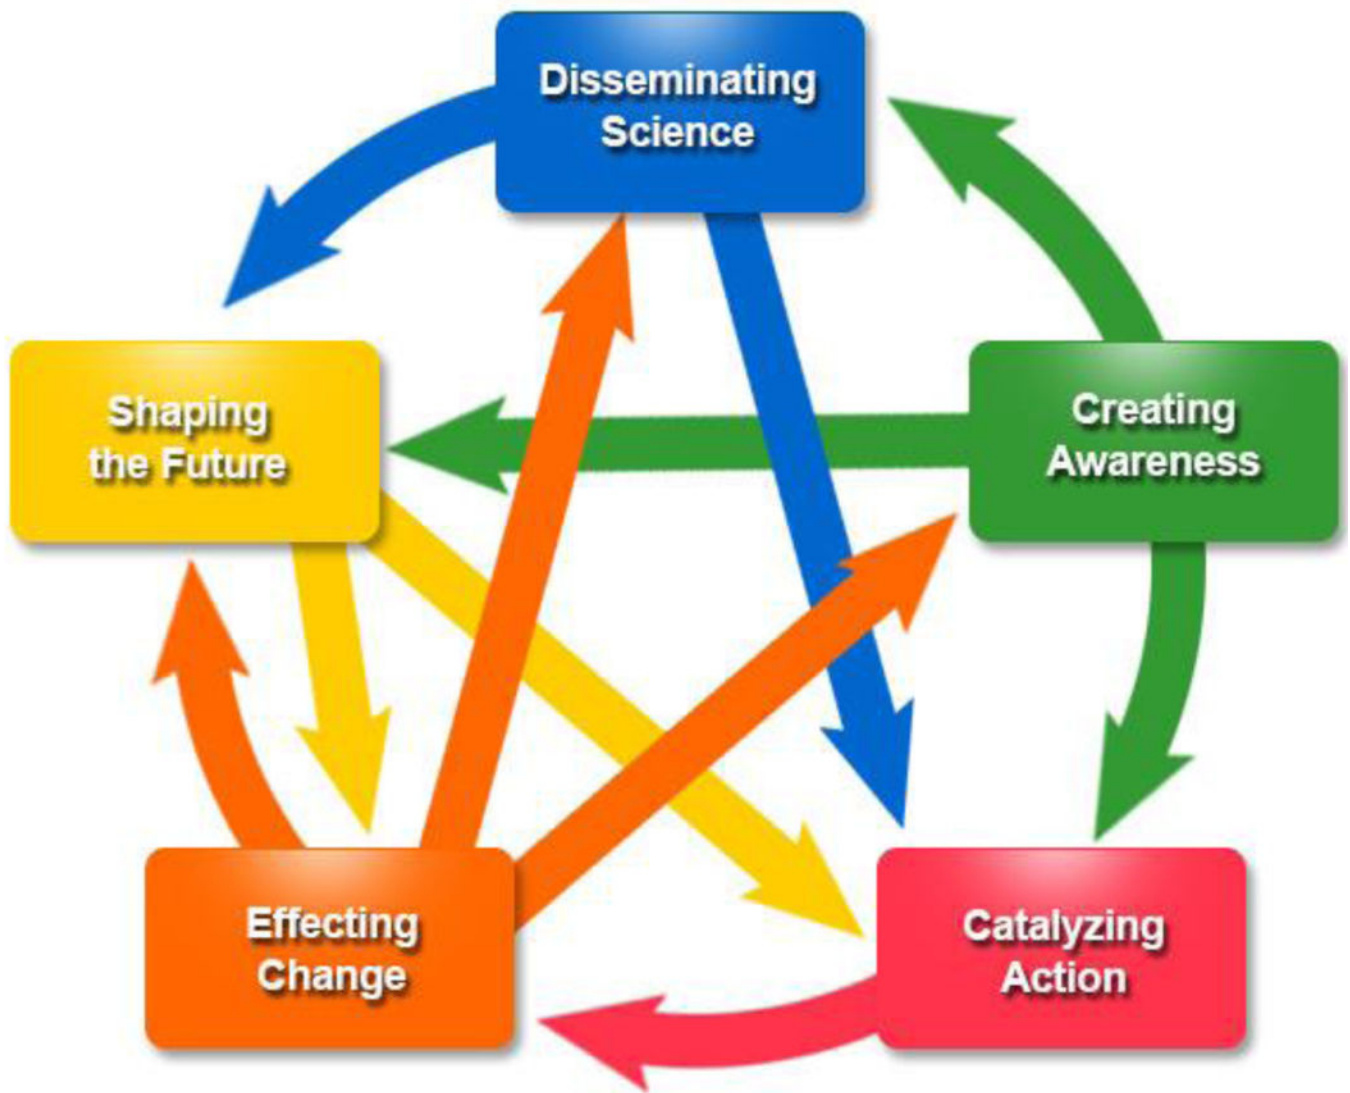 Disseminating
Science
Shaping
the Future
Creating
Awareness
Effecting
Change
Catalyzing
Action